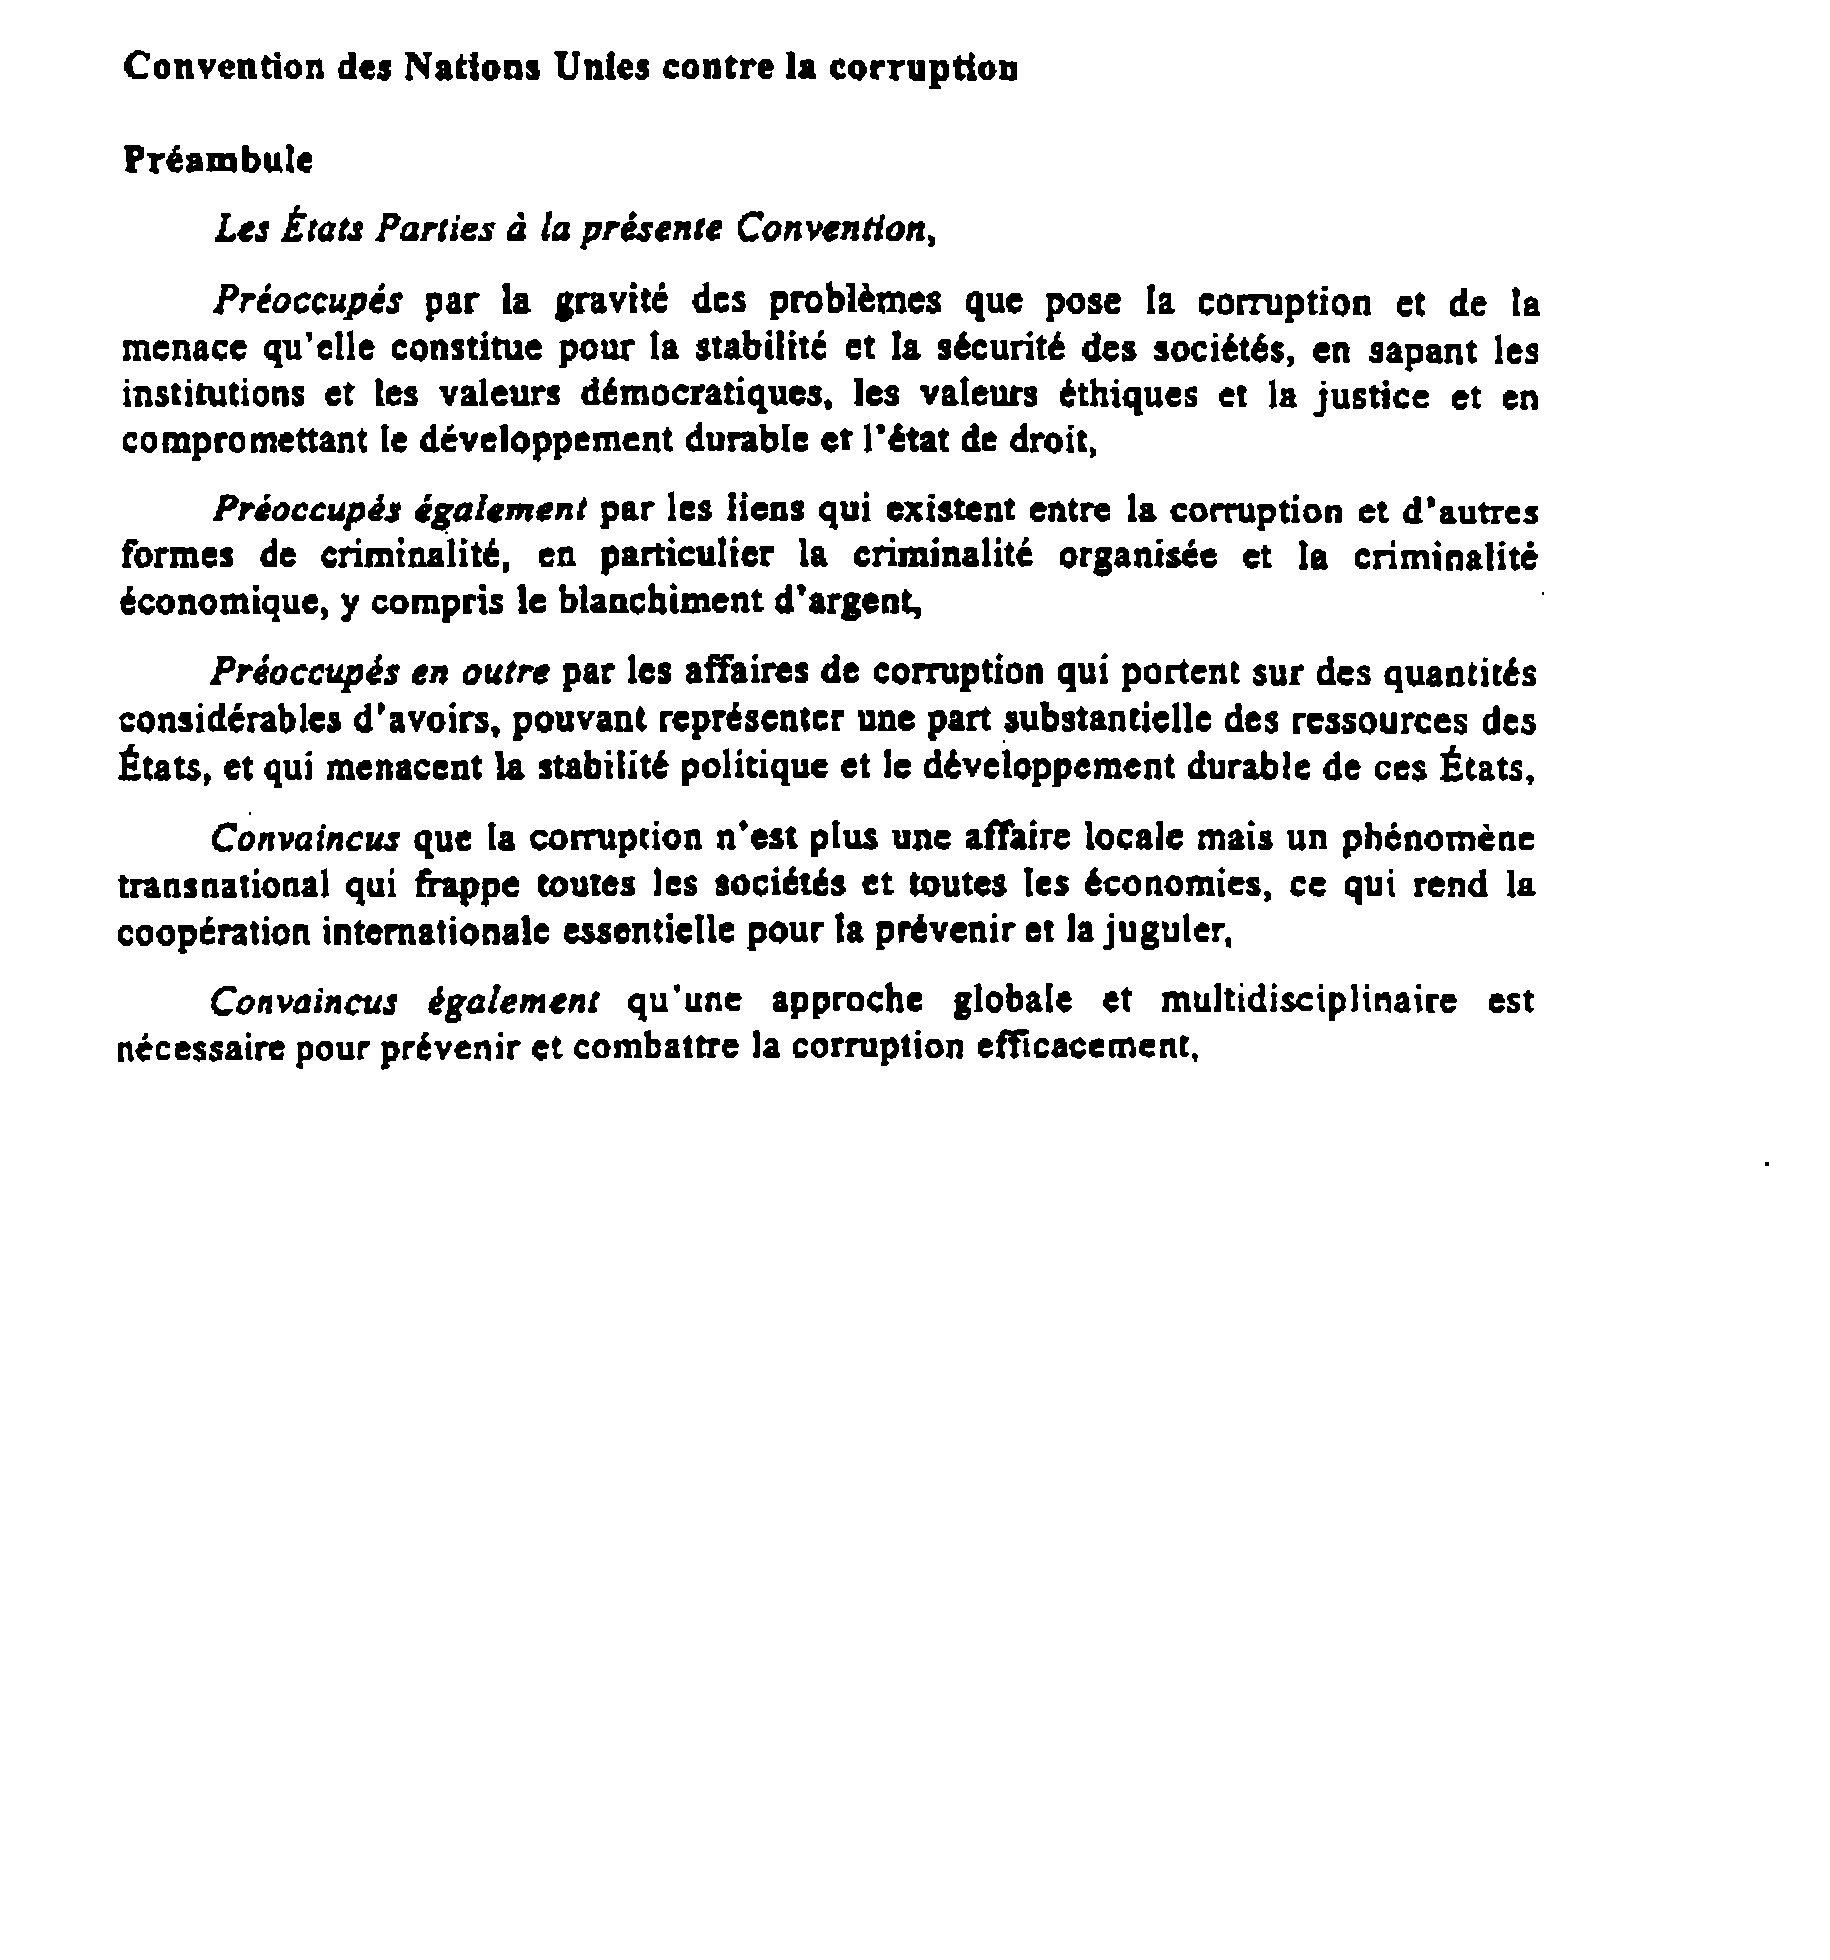 Convention des Nations Unies contre la corruption
Préambule
Les États Parties à la présente Convention,
Préoccupés par la gravité des problèmes que pose la corruption et de la
menace qu'elle constitue pour la stabilité et la sécurité des sociétés, en sapant les
institutions et les valeurs démocratiques, les valeurs éthiques et la justice et en
compromettant le développement durable et l'état de droit,
Préoccupés également par les liens qui existent entre la corruption et d'autres
formes de criminalité, en particulier la criminalité organisée et la criminalité
économique, y compris le blanchiment d'argent,
Préoccupés en outre par les affaires de corruption qui portent sur des quantités
considérables d'avoirs, pouvant représenter une part substantielle des ressources des
États, et qui menacent la stabilité politique et le développement durable de ces États,
Convaincus que la corruption n'est plus une affaire locale mais un phénomène
transnational qui frappe toutes les sociétés et toutes les économies, ce qui rend la
coopération internationale essentielle pour la prévenir et la juguler,
Convaincus également qu'une approche globale et multidisciplinaire est
nécessaire pour prévenir et combattre la corruption efficacement,